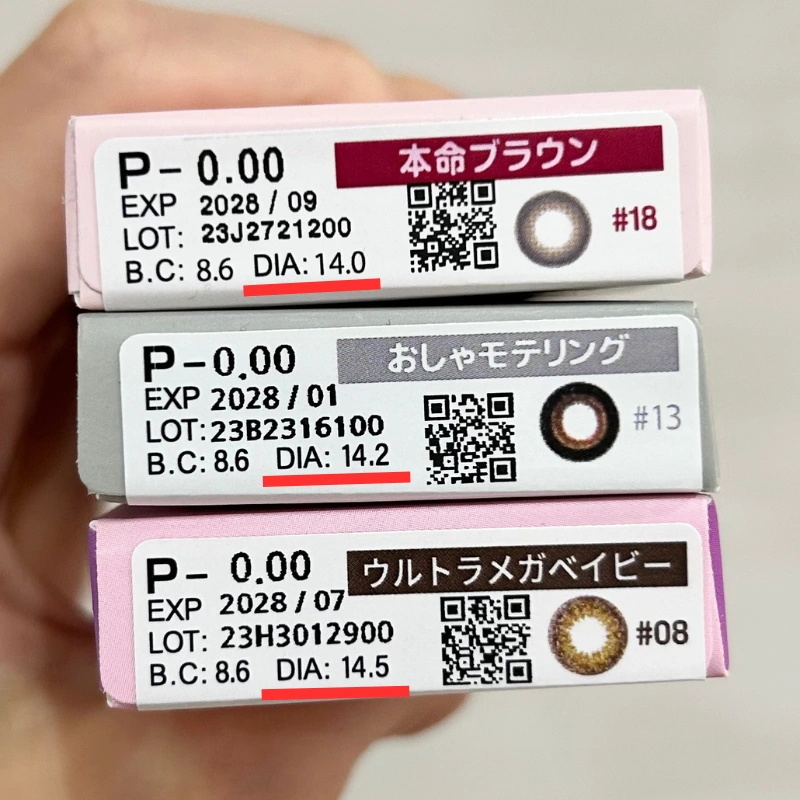 P - 0.00
本命ブラウン
EXP 2028 / 09
LOT: 23J2721200
B.C: 8.6 DIA: 14.0
#18
P - 0.00
おしゃモテリング
EXP 2028 / 01
LOT: 23B2316100
B.C: 8.6 DIA: 14.2
#13
P - 0.00
ウルトラメガベイビー
EXP 2028 / 07
LOT: 23H3012900
B.C: 8.6 DIA: 14.5
#08